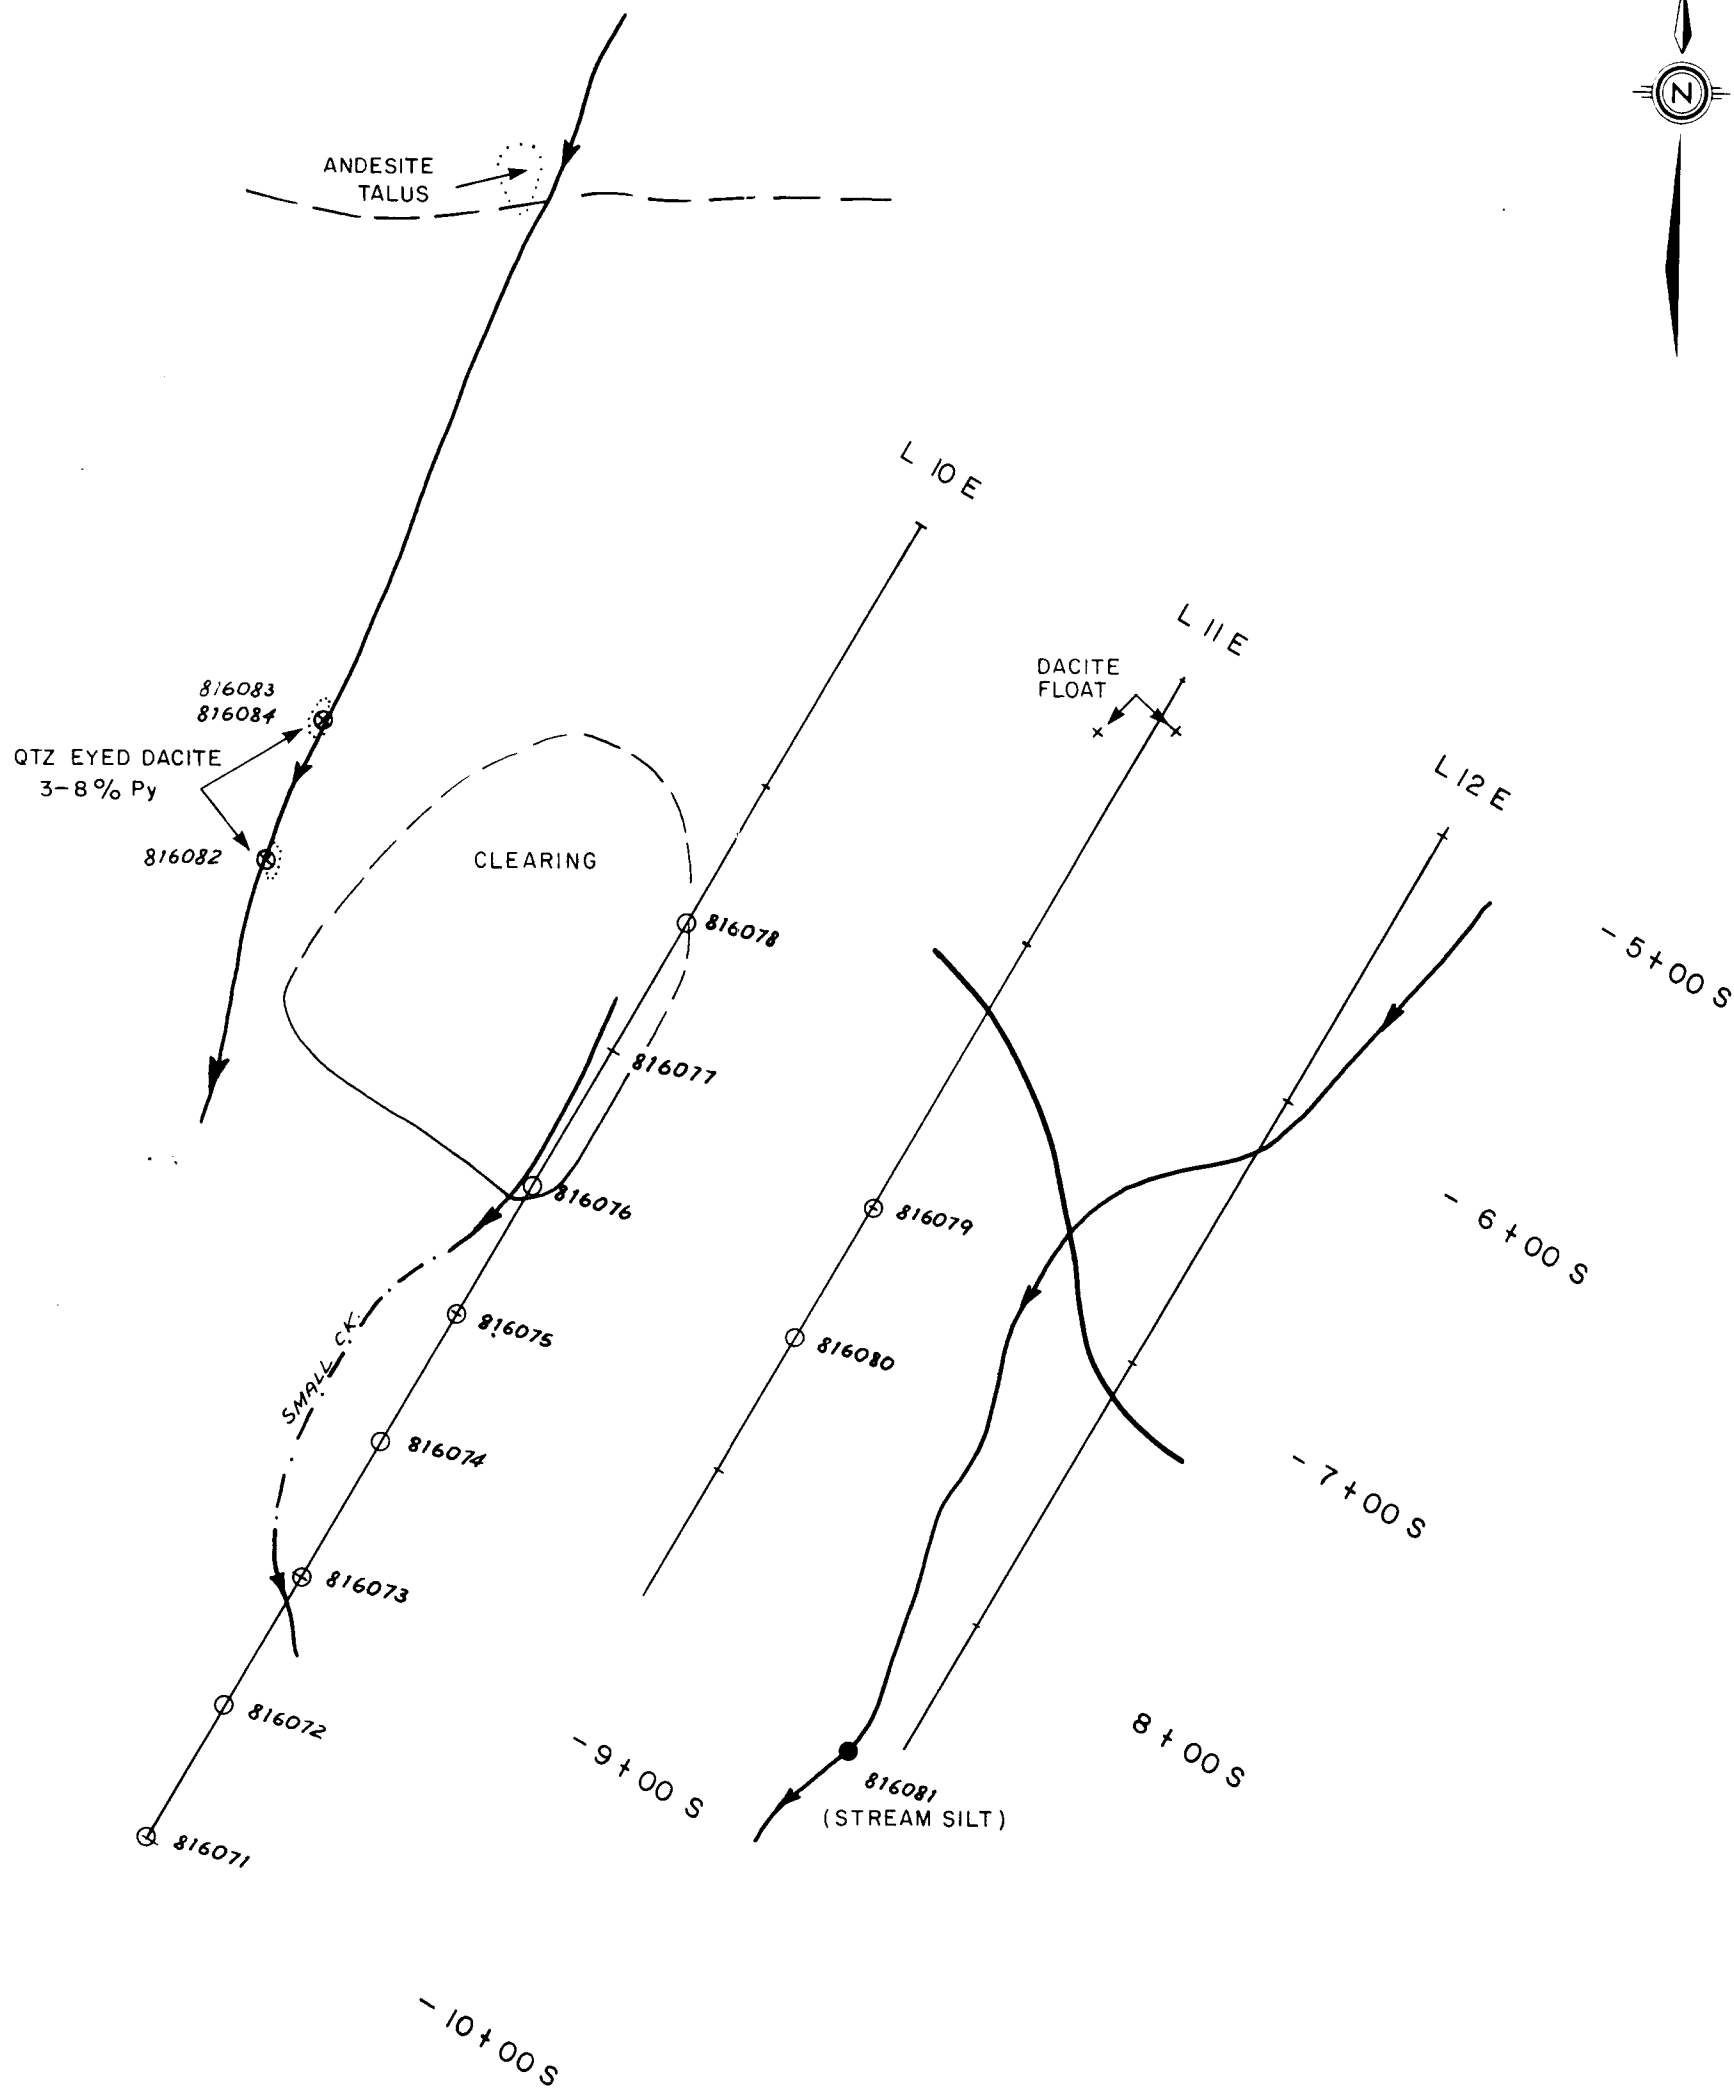 N
ANDESITE
TALUS
L 10 E
L 11 E
DACITE
FLOAT
816083
816084
QTZ EYED DACITE
3-8% Py
L 12 E
816082
CLEARING
816078
- 5+00 S
816077
816076
816079
- 6+00 S
816075
816080
SMALL CK.
816074
- 7+00 S
816073
816072
- 9+00 S
8+00 S
816081
(STREAM SILT)
816071
- 10+00 S